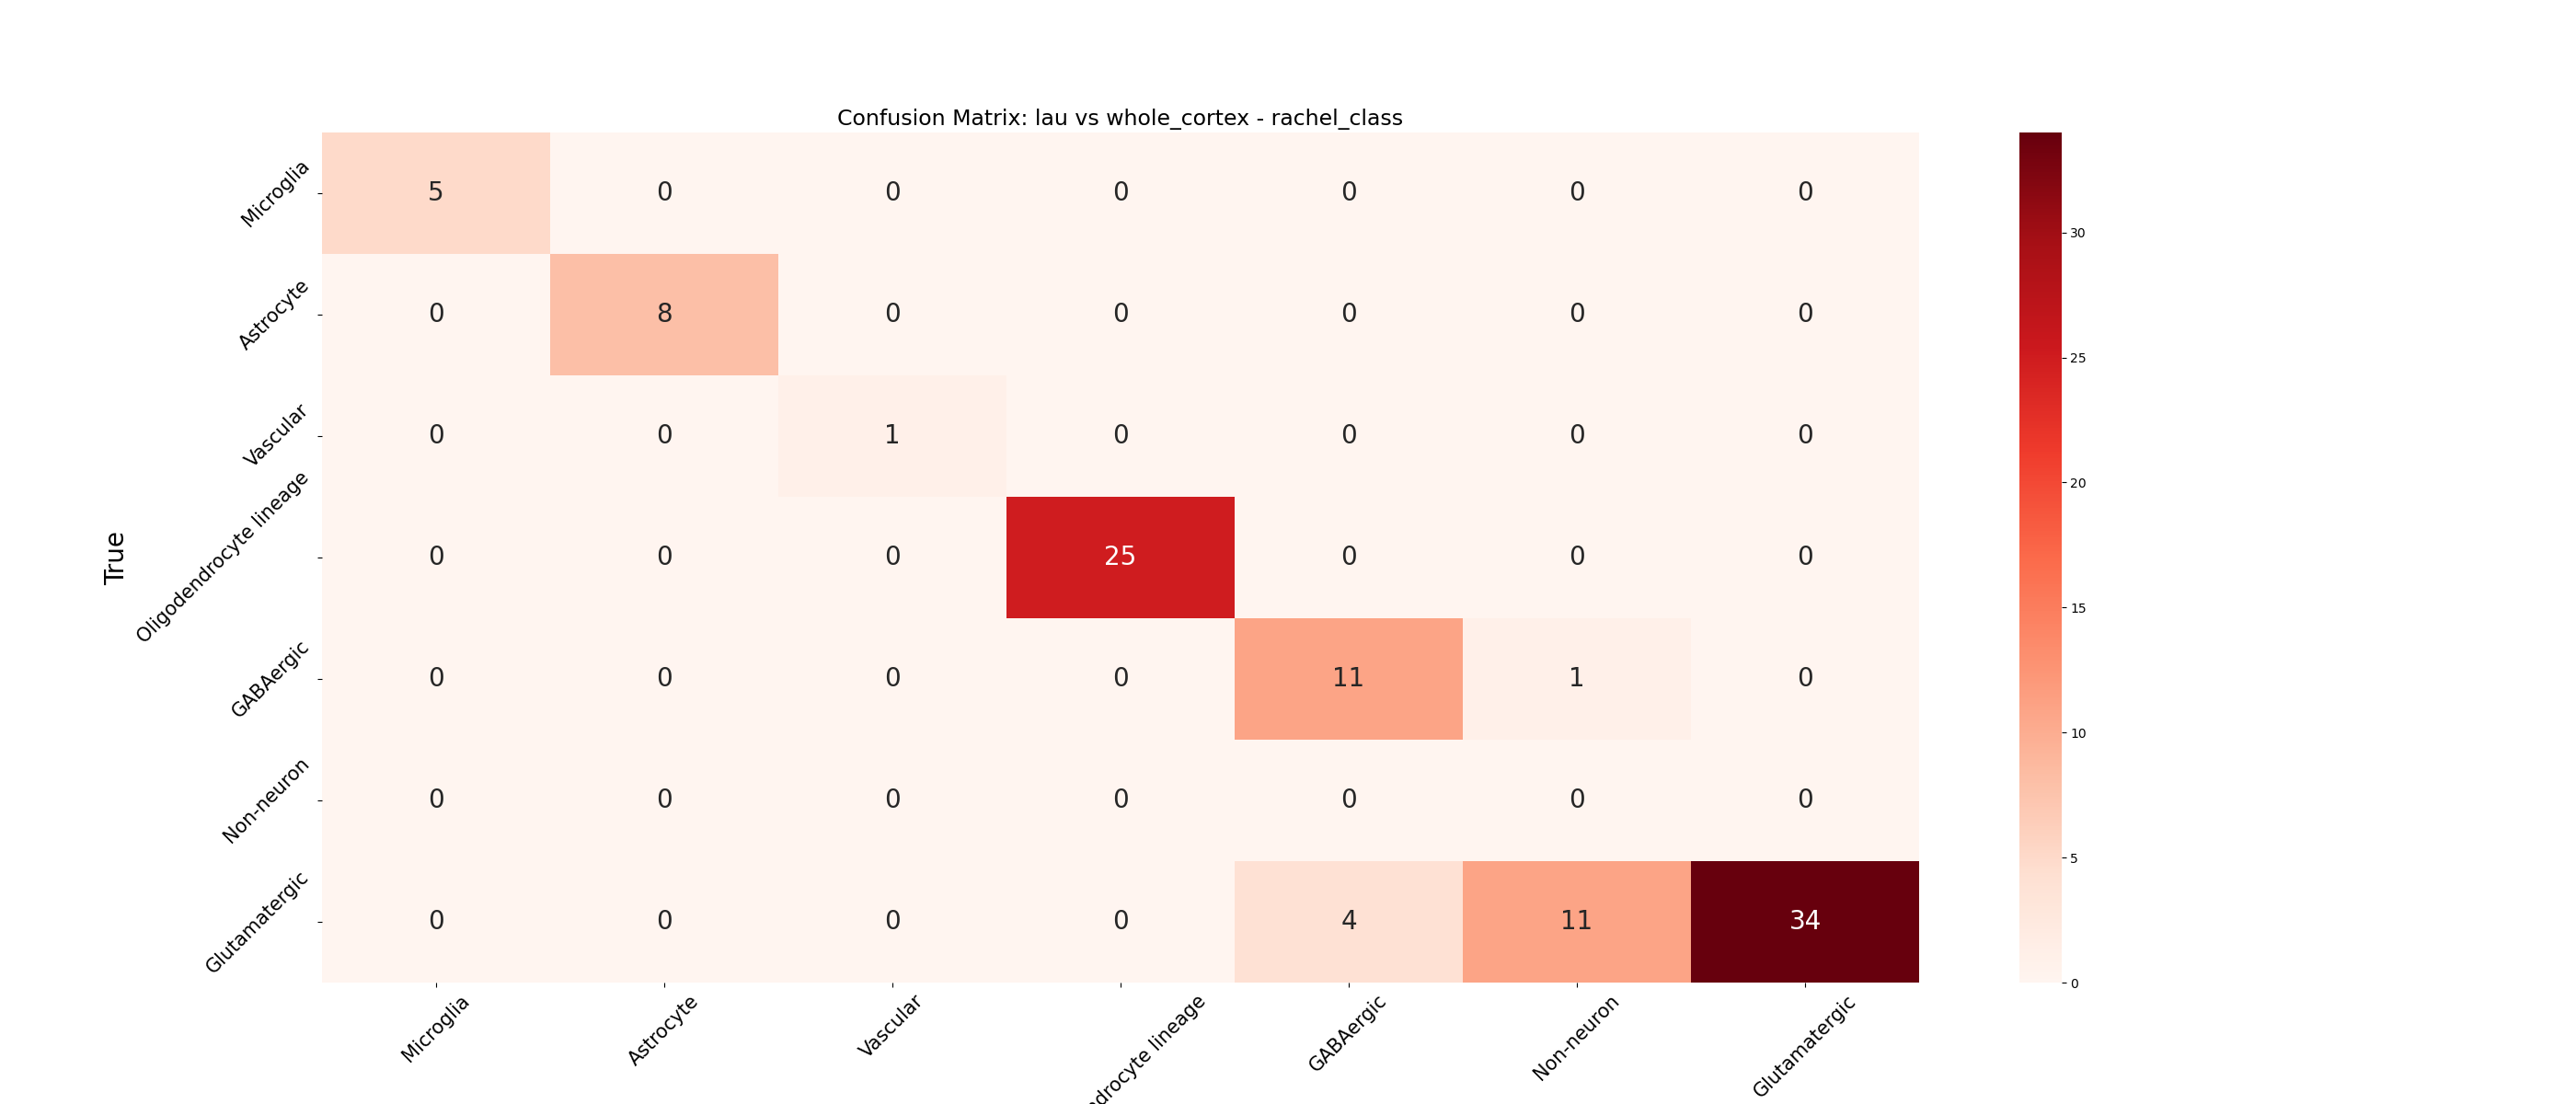 Confusion Matrix: lau vs whole_cortex - rachel_class
True
Microglia 5 0 0 0 0 0 0
Astrocyte 0 8 0 0 0 0 0
Vascular 0 0 1 0 0 0 0
Oligodendrocyte lineage 0 0 0 25 0 0 0
GABAergic 0 0 0 0 11 1 0
Non-neuron 0 0 0 0 0 0 0
Glutamatergic 0 0 0 0 4 11 34
Microglia Astrocyte Vascular drocyte lineage GABAergic Non-neuron Glutamatergic
30
25
20
15
10
5
0